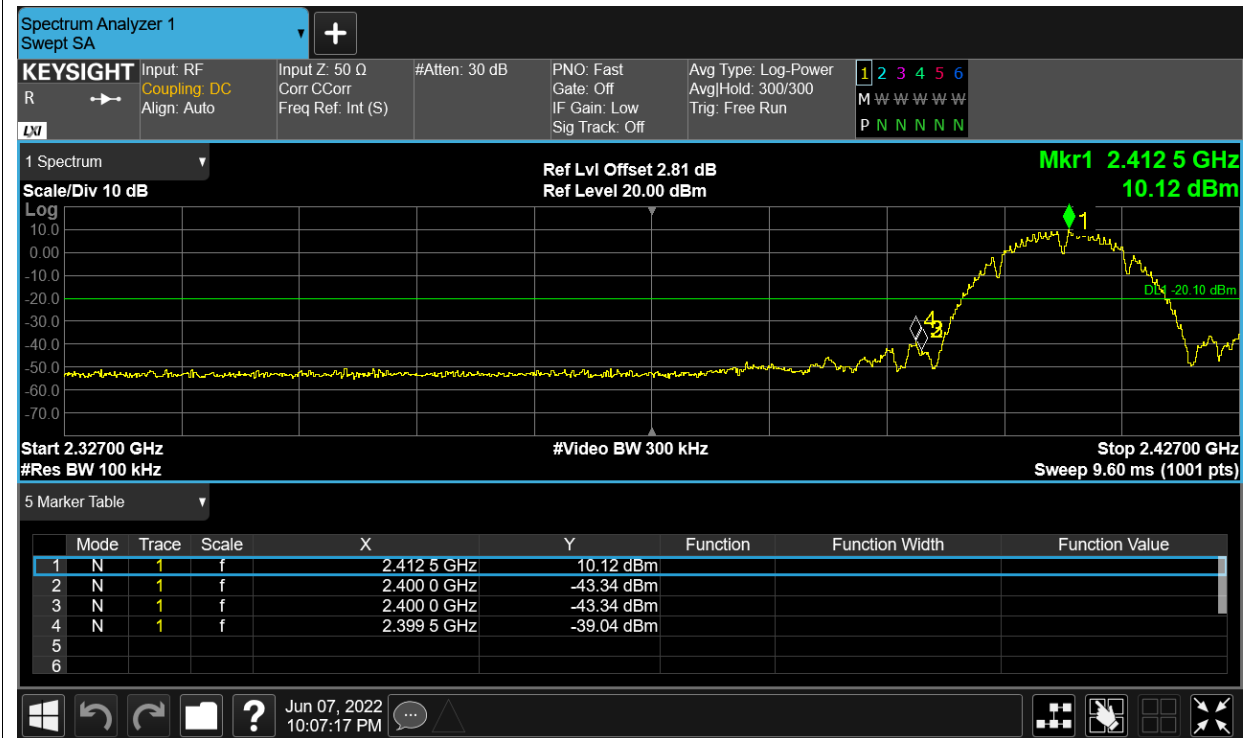 Spectrum Analyzer 1
Swept SA
KEYSIGHT Input: RF Input Z: 50 Ω #Atten: 30 dB PNO: Fast Avg Type: Log-Power 1 2 3 4 5 6
R Coupling: DC Corr CCorr Gate: Off Avg|Hold: 300/300 M W W W W W W
Align: Auto Freq Ref: Int (S) IF Gain: Low Trig: Free Run
LXI Sig Track: Off P N N N N N N
1 Spectrum Ref Lvl Offset 2.81 dB Mkr1 2.412 5 GHz
Scale/Div 10 dB Ref Level 20.00 dBm 10.12 dBm
Log
1
10.0
0.00
-10.0
-20.0
DL1 -20.10 dBm
-30.0
4
-40.0
-50.0
-60.0
-70.0
Start 2.32700 GHz #Video BW 300 kHz Stop 2.42700 GHz
#Res BW 100 kHz Sweep 9.60 ms (1001 pts)
5 Marker Table
Mode Trace Scale X Y Function Function Width Function Value
1 N 1 f 2.412 5 GHz 10.12 dBm
2 N 1 f 2.400 0 GHz -43.34 dBm
3 N 1 f 2.400 0 GHz -43.34 dBm
4 N 1 f 2.399 5 GHz -39.04 dBm
5
6
? Jun 07, 2022
10:07:17 PM